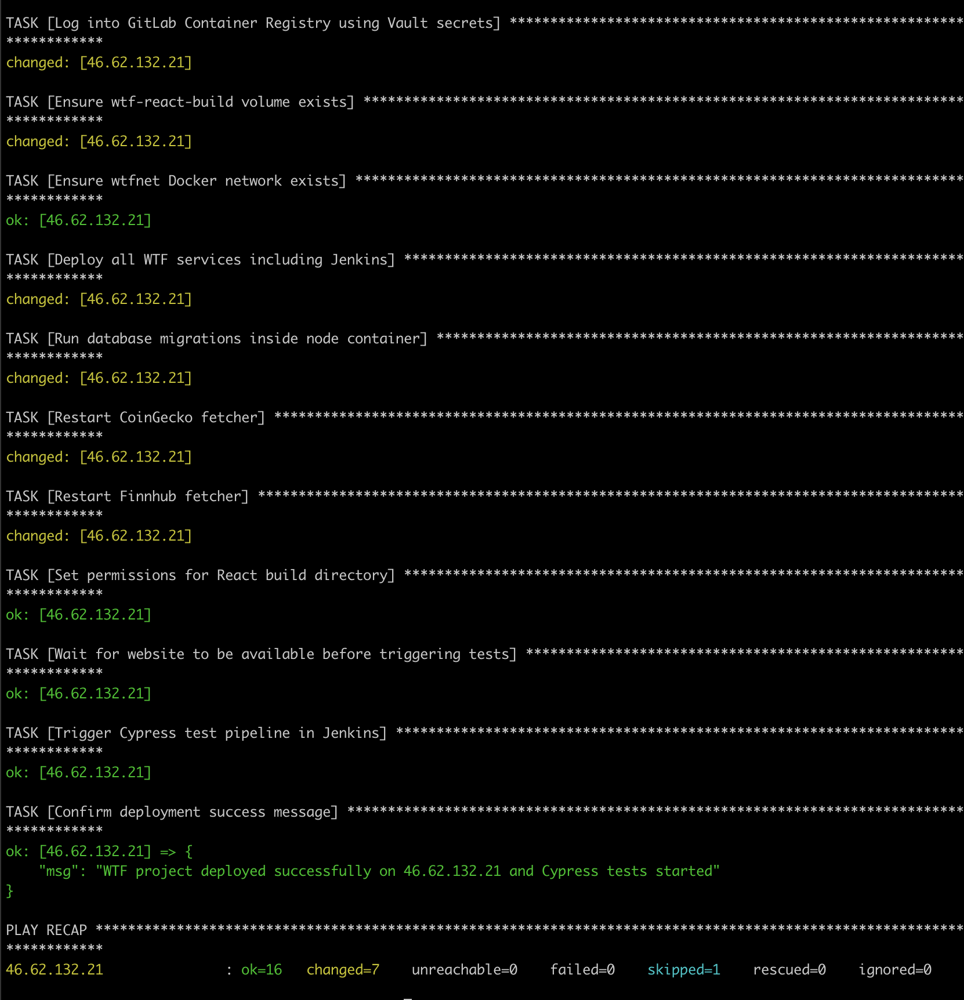 TASK [Log into GitLab Container Registry using Vault secrets] ********************************************************
************
changed: [46.62.132.21]
TASK [Ensure wtf-react-build volume exists] **************************************************************************
************
changed: [46.62.132.21]
TASK [Ensure wtfnet Docker network exists] ***************************************************************************
************
ok: [46.62.132.21]
TASK [Deploy all WTF services including Jenkins] *********************************************************************
************
changed: [46.62.132.21]
TASK [Run database migrations inside node container] *****************************************************************
************
changed: [46.62.132.21]
TASK [Restart CoinGecko fetcher] *************************************************************************************
************
changed: [46.62.132.21]
TASK [Restart Finnhub fetcher] ***************************************************************************************
************
changed: [46.62.132.21]
TASK [Set permissions for React build directory] *********************************************************************
************
ok: [46.62.132.21]
TASK [Wait for website to be available before triggering tests] ******************************************************
************
ok: [46.62.132.21]
TASK [Trigger Cypress test pipeline in Jenkins] **********************************************************************
************
ok: [46.62.132.21]
TASK [Confirm deployment success message] ****************************************************************************
************
ok: [46.62.132.21] => {
    "msg": "WTF project deployed successfully on 46.62.132.21 and Cypress tests started"
}
PLAY RECAP ***********************************************************************************************************
************
46.62.132.21               : ok=16   changed=7    unreachable=0    failed=0    skipped=1    rescued=0    ignored=0